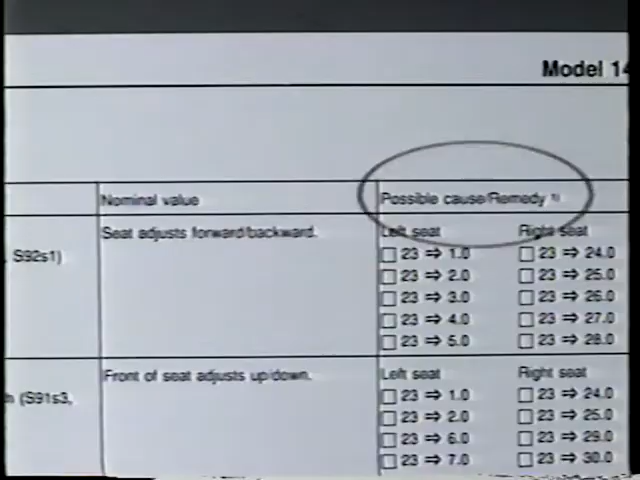 Model 14
Nominal value
Possible cause/Remedy 1)
S92s1)
Seat adjusts forward/backward.
Left seat
Right seat
23 ⇒ 1.0
23 ⇒ 24.0
23 ⇒ 2.0
23 ⇒ 25.0
23 ⇒ 3.0
23 ⇒ 26.0
23 ⇒ 4.0
23 ⇒ 27.0
23 ⇒ 5.0
23 ⇒ 28.0
(S91s3,
Front of seat adjusts up/down.
Left seat
Right seat
23 ⇒ 1.0
23 ⇒ 24.0
23 ⇒ 2.0
23 ⇒ 25.0
23 ⇒ 6.0
23 ⇒ 29.0
23 ⇒ 7.0
23 ⇒ 30.0